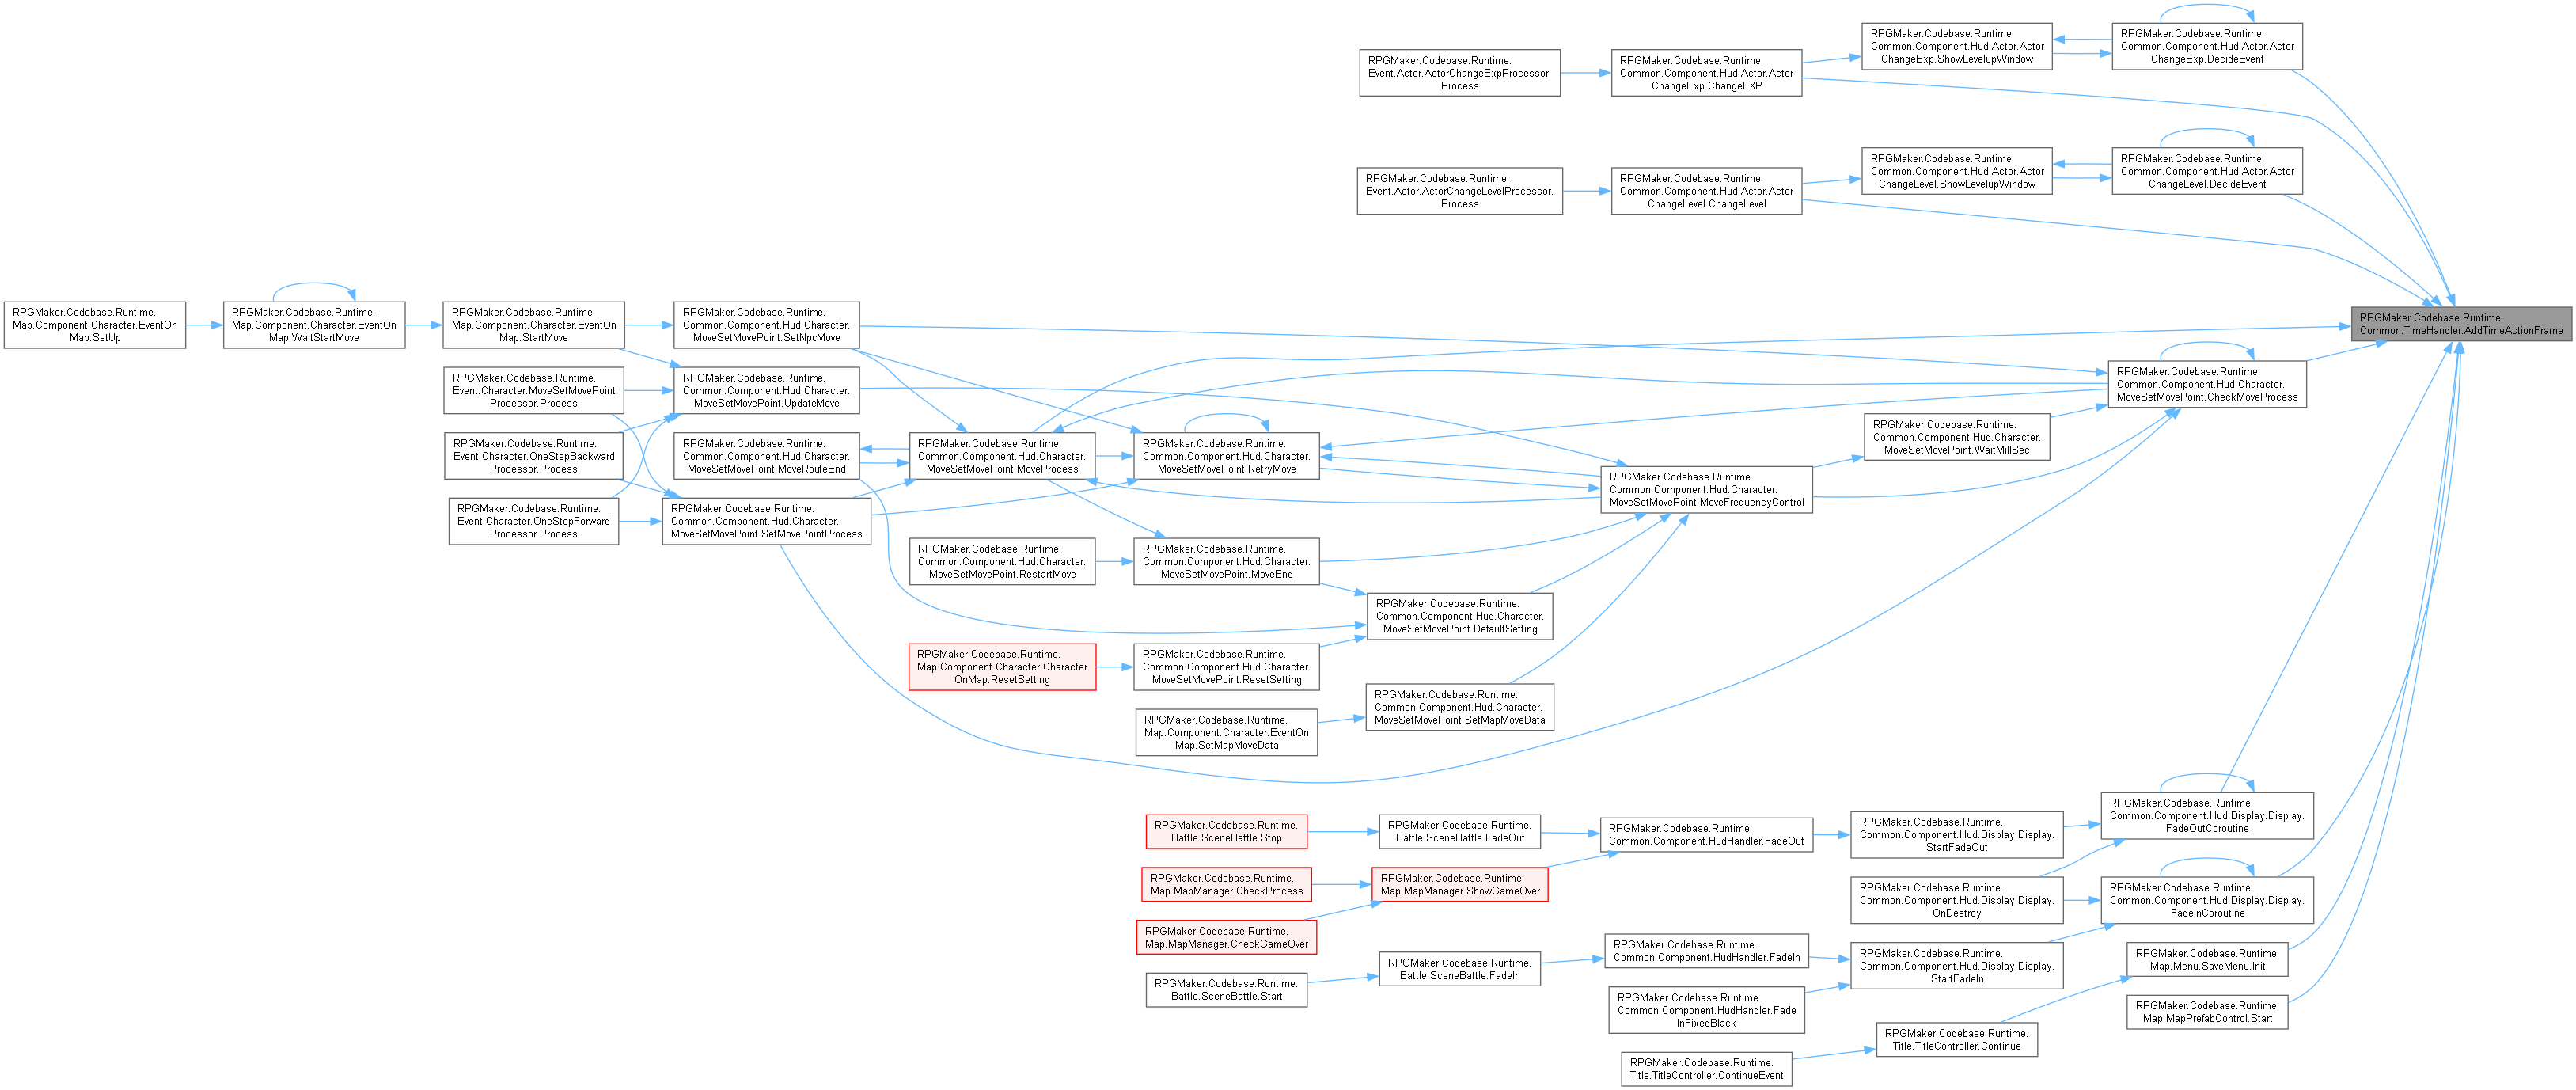 RPGMaker.Codebase.Runtime.
Common.TimeHandler.AddTimeActionFrame
RPGMaker.Codebase.Runtime.
Common.Component.Hud.Actor.Actor
ChangeExp.DecideEvent
RPGMaker.Codebase.Runtime.
Common.Component.Hud.Actor.Actor
ChangeExp.ShowLevelupWindow
RPGMaker.Codebase.Runtime.
Common.Component.Hud.Actor.Actor
ChangeExp.ChangeEXP
RPGMaker.Codebase.Runtime.
Event.Actor.ActorChangeExpProcessor.
Process
RPGMaker.Codebase.Runtime.
Common.Component.Hud.Actor.Actor
ChangeLevel.DecideEvent
RPGMaker.Codebase.Runtime.
Common.Component.Hud.Actor.Actor
ChangeLevel.ShowLevelupWindow
RPGMaker.Codebase.Runtime.
Common.Component.Hud.Actor.Actor
ChangeLevel.ChangeLevel
RPGMaker.Codebase.Runtime.
Event.Actor.ActorChangeLevelProcessor.
Process
RPGMaker.Codebase.Runtime.
Common.Component.Hud.Character.
MoveSetMovePoint.CheckMoveProcess
RPGMaker.Codebase.Runtime.
Common.Component.Hud.Character.
MoveSetMovePoint.WaitMillSec
RPGMaker.Codebase.Runtime.
Common.Component.Hud.Character.
MoveSetMovePoint.MoveFrequencyControl
RPGMaker.Codebase.Runtime.
Common.Component.Hud.Character.
MoveSetMovePoint.RetryMove
RPGMaker.Codebase.Runtime.
Common.Component.Hud.Character.
MoveSetMovePoint.MoveProcess
RPGMaker.Codebase.Runtime.
Common.Component.Hud.Character.
MoveSetMovePoint.SetNpcMove
RPGMaker.Codebase.Runtime.
Map.Component.Character.EventOn
Map.StartMove
RPGMaker.Codebase.Runtime.
Map.Component.Character.EventOn
Map.WaitStartMove
RPGMaker.Codebase.Runtime.
Map.Component.Character.EventOn
Map.SetUp
RPGMaker.Codebase.Runtime.
Common.Component.Hud.Character.
MoveSetMovePoint.UpdateMove
RPGMaker.Codebase.Runtime.
Event.Character.MoveSetMovePoint
Processor.Process
RPGMaker.Codebase.Runtime.
Common.Component.Hud.Character.
MoveSetMovePoint.MoveRouteEnd
RPGMaker.Codebase.Runtime.
Event.Character.OneStepBackward
Processor.Process
RPGMaker.Codebase.Runtime.
Common.Component.Hud.Character.
MoveSetMovePoint.SetMovePointProcess
RPGMaker.Codebase.Runtime.
Event.Character.OneStepForward
Processor.Process
RPGMaker.Codebase.Runtime.
Common.Component.Hud.Character.
MoveSetMovePoint.MoveEnd
RPGMaker.Codebase.Runtime.
Common.Component.Hud.Character.
MoveSetMovePoint.RestartMove
RPGMaker.Codebase.Runtime.
Common.Component.Hud.Character.
MoveSetMovePoint.DefaultSetting
RPGMaker.Codebase.Runtime.
Common.Component.Hud.Character.
MoveSetMovePoint.ResetSetting
RPGMaker.Codebase.Runtime.
Map.Component.Character.Character
OnMap.ResetSetting
RPGMaker.Codebase.Runtime.
Common.Component.Hud.Character.
MoveSetMovePoint.SetMapMoveData
RPGMaker.Codebase.Runtime.
Map.Component.Character.EventOn
Map.SetMapMoveData
RPGMaker.Codebase.Runtime.
Common.Component.Hud.Display.Display.
FadeOutCoroutine
RPGMaker.Codebase.Runtime.
Common.Component.Hud.Display.Display.
StartFadeOut
RPGMaker.Codebase.Runtime.
Common.Component.HudHandler.FadeOut
RPGMaker.Codebase.Runtime.
Battle.SceneBattle.FadeOut
RPGMaker.Codebase.Runtime.
Battle.SceneBattle.Stop
RPGMaker.Codebase.Runtime.
Map.MapManager.ShowGameOver
RPGMaker.Codebase.Runtime.
Map.MapManager.CheckProcess
RPGMaker.Codebase.Runtime.
Map.MapManager.CheckGameOver
RPGMaker.Codebase.Runtime.
Common.Component.Hud.Display.Display.
OnDestroy
RPGMaker.Codebase.Runtime.
Common.Component.Hud.Display.Display.
FadeInCoroutine
RPGMaker.Codebase.Runtime.
Common.Component.Hud.Display.Display.
StartFadeIn
RPGMaker.Codebase.Runtime.
Common.Component.HudHandler.FadeIn
RPGMaker.Codebase.Runtime.
Battle.SceneBattle.FadeIn
RPGMaker.Codebase.Runtime.
Battle.SceneBattle.Start
RPGMaker.Codebase.Runtime.
Common.Component.HudHandler.Fade
InFixedBlack
RPGMaker.Codebase.Runtime.
Map.Menu.SaveMenu.Init
RPGMaker.Codebase.Runtime.
Map.MapPrefabControl.Start
RPGMaker.Codebase.Runtime.
Title.TitleController.Continue
RPGMaker.Codebase.Runtime.
Title.TitleController.ContinueEvent